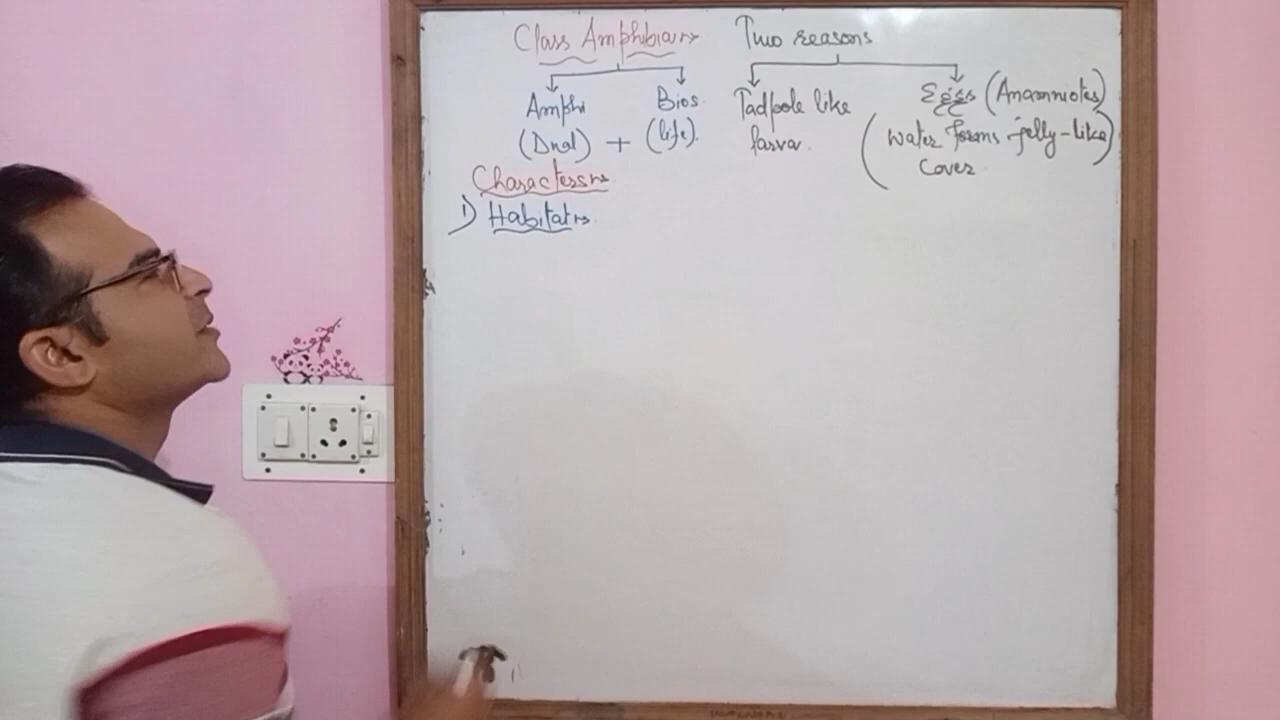 Class Amphibians
Two reasons
Amphi
(Dual)
+
Bios
(life).
Tadpole like
larva.
Eggs (Anamniotes)
(Water forms jelly-like)
Cover.
Characters
1) Habitat